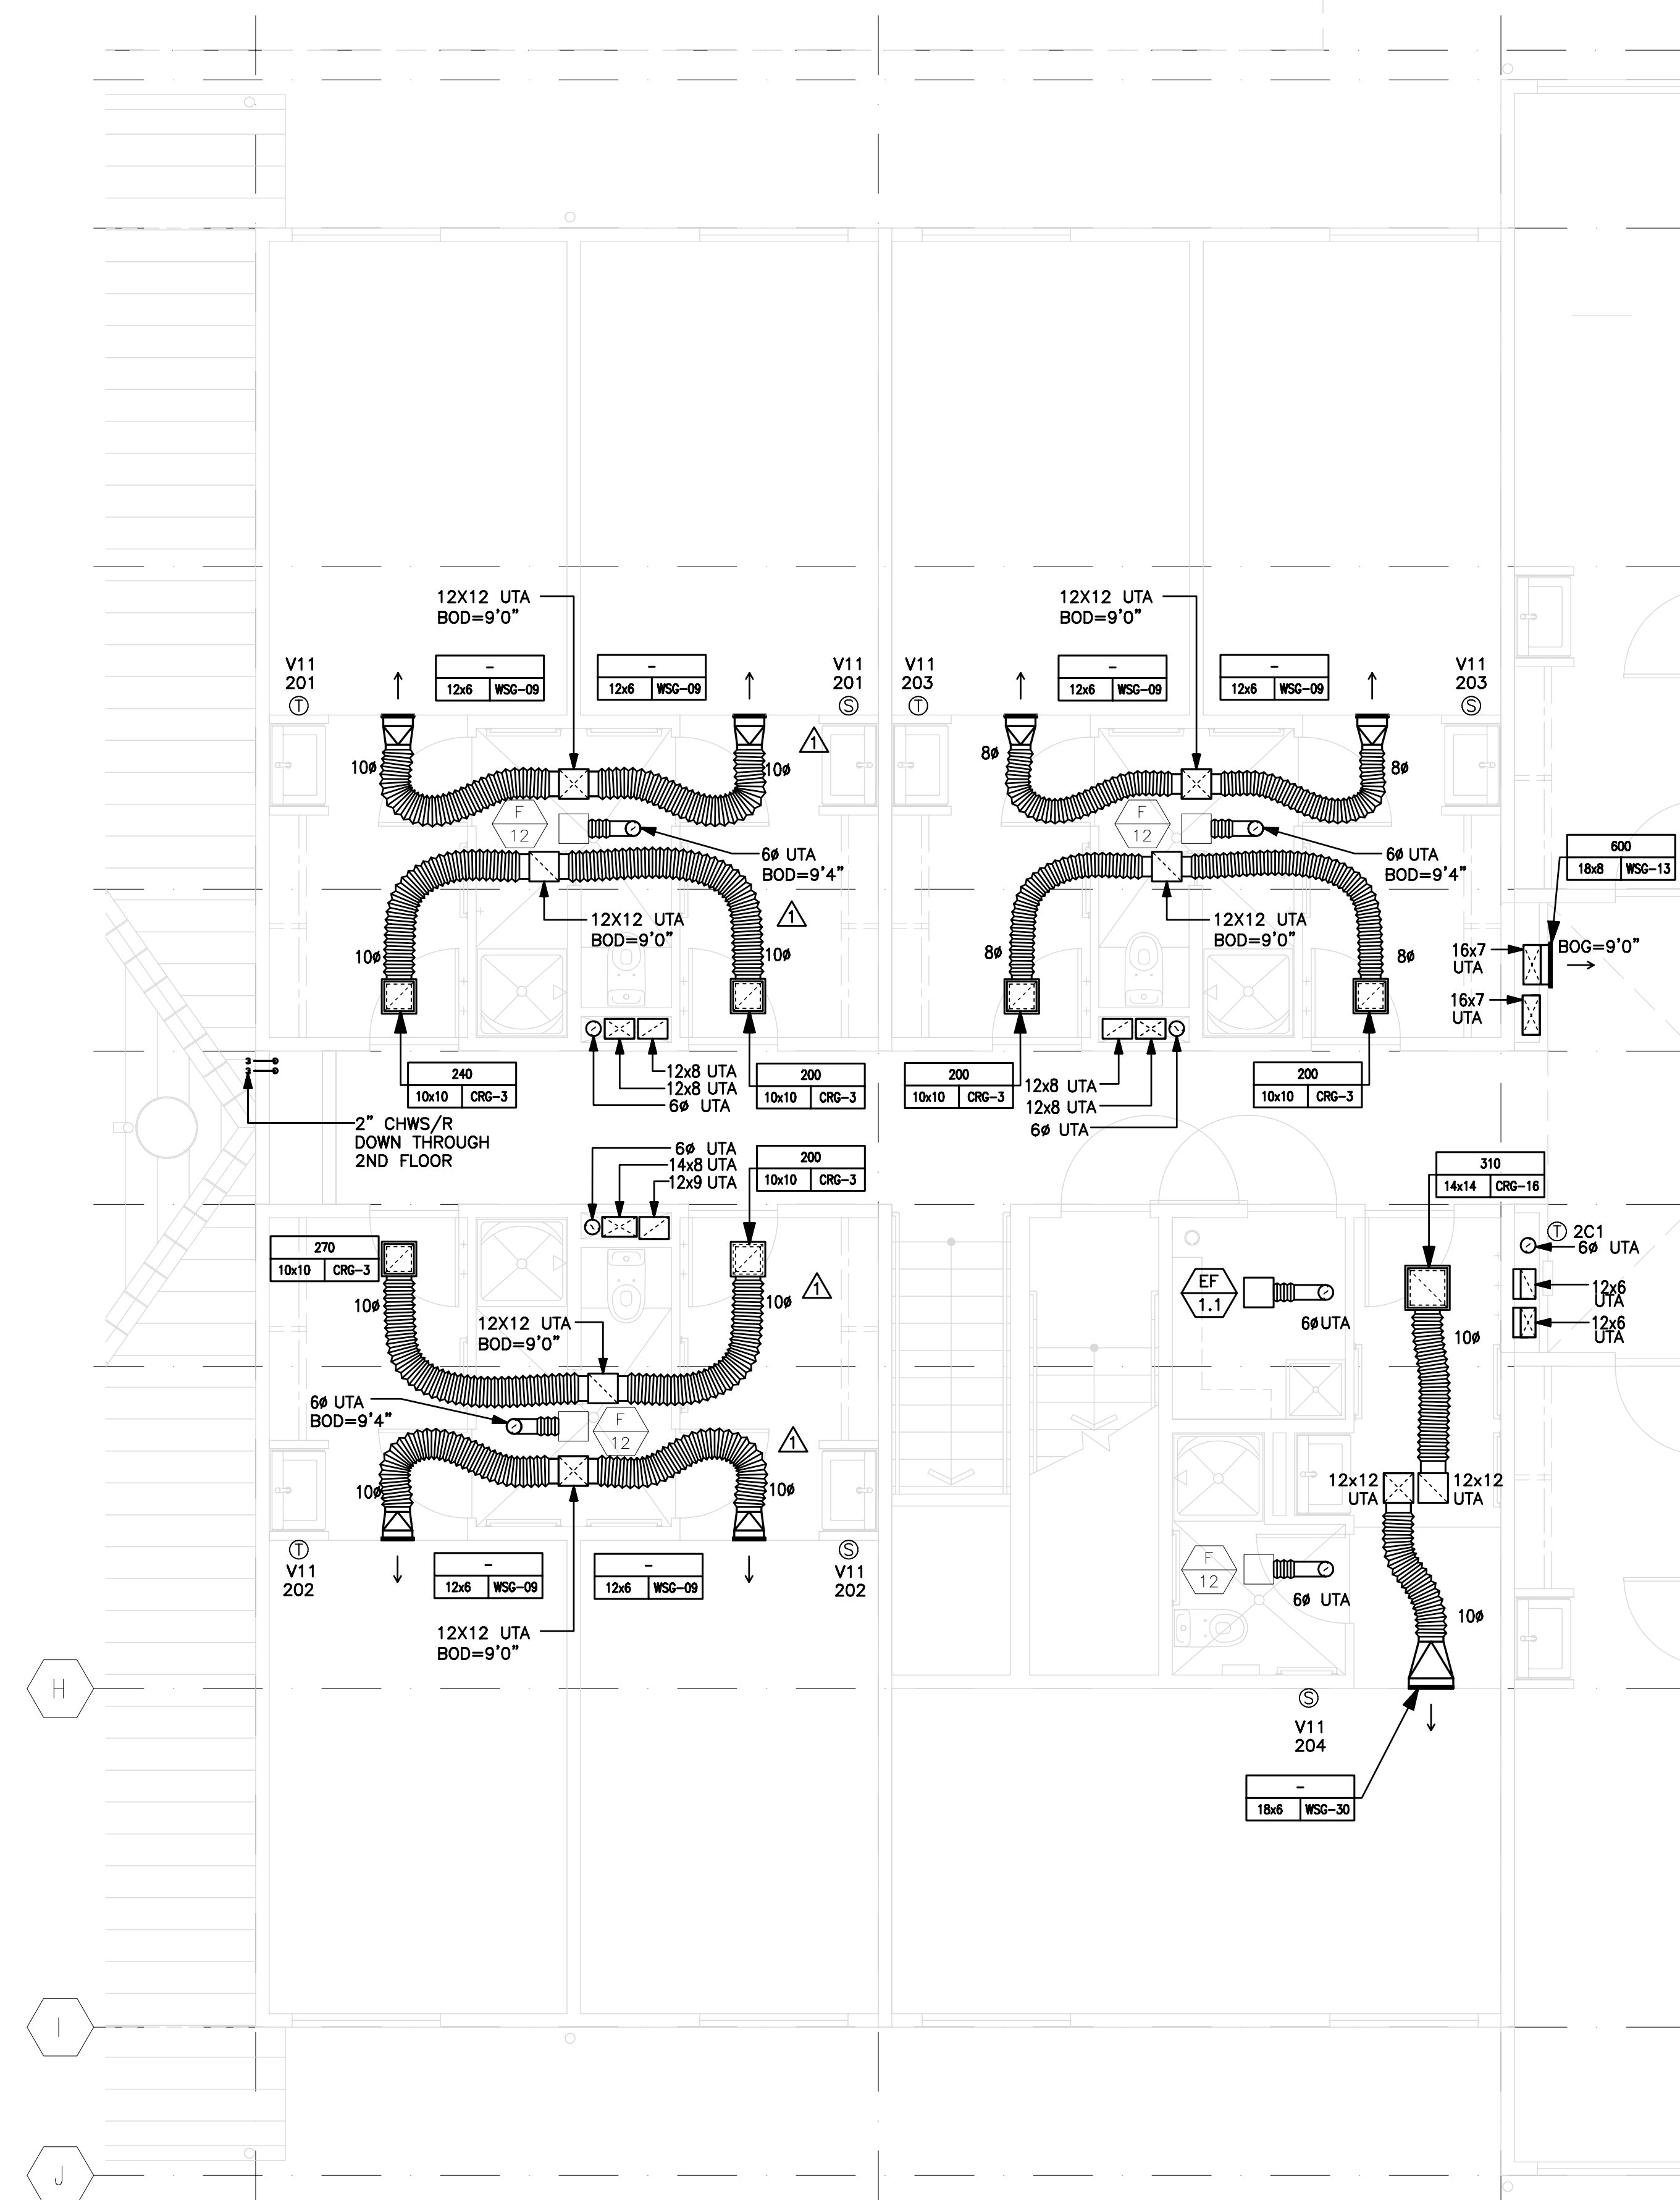 12X12 UTA
BOD=9'0"
12X12 UTA
BOD=9'0"
V11
201
Ⓣ
–
12x6 WSG-09
–
12x6 WSG-09
V11
201
Ⓢ
V11
203
Ⓣ
–
12x6 WSG-09
–
12x6 WSG-09
V11
203
Ⓢ
1
10ø
10ø
8ø
8ø
F
12
F
12
6ø UTA
BOD=9'4"
6ø UTA
BOD=9'4"
600
18x8 WSG-13
12X12 UTA
BOD=9'0"
1
12X12 UTA
BOD=9'0"
10ø
10ø
8ø
8ø
16x7
UTA
BOG=9'0"
16x7
UTA
240
10x10 CRG-3
12x8 UTA
12x8 UTA
6ø UTA
200
10x10 CRG-3
200
10x10 CRG-3
12x8 UTA
12x8 UTA
6ø UTA
200
10x10 CRG-3
2" CHWS/R
DOWN THROUGH
2ND FLOOR
6ø UTA
14x8 UTA
12x9 UTA
200
10x10 CRG-3
310
14x14 CRG-16
270
10x10 CRG-3
Ⓣ 2C1
6ø UTA
12x6
UTA
12x6
UTA
10ø
10ø
1
12X12 UTA
BOD=9'0"
EF
1.1
6øUTA
10ø
6ø UTA
BOD=9'4"
F
12
1
10ø
10ø
12x12
UTA
12x12
UTA
Ⓣ
V11
202
–
12x6 WSG-09
–
12x6 WSG-09
Ⓢ
V11
202
F
12
6ø UTA
10ø
12X12 UTA
BOD=9'0"
H
Ⓢ
V11
204
–
18x6 WSG-30
I
J